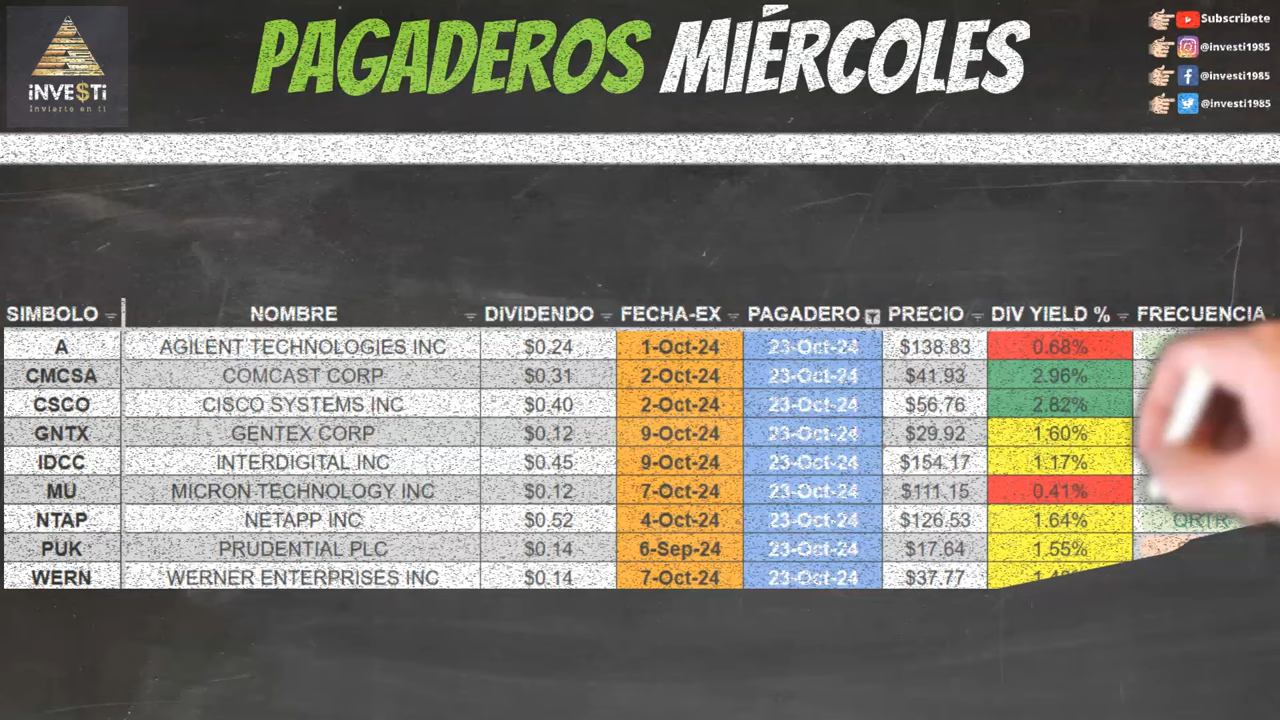 PAGADEROS MIÉRCOLES
iNVE$Ti
Invierto en ti
Subscribete
@investi1985
@investi1985
@investi1985
SIMBOLO NOMBRE DIVIDENDO FECHA-EX PAGADERO PRECIO DIV YIELD % FRECUENCIA
A AGILENT TECHNOLOGIES INC $0.24 1-Oct-24 23-Oct-24 $138.83 0.68%
CMCSA COMCAST CORP $0.31 2-Oct-24 23-Oct-24 $41.93 2.96%
CSCO CISCO SYSTEMS INC $0.40 2-Oct-24 23-Oct-24 $56.76 2.82%
GNTX GENTEX CORP $0.12 9-Oct-24 23-Oct-24 $29.92 1.60%
IDCC INTERDIGITAL INC $0.45 9-Oct-24 23-Oct-24 $154.17 1.17%
MU MICRON TECHNOLOGY INC $0.12 7-Oct-24 23-Oct-24 $111.15 0.41%
NTAP NETAPP INC $0.52 4-Oct-24 23-Oct-24 $126.53 1.64% QRTR
PUK PRUDENTIAL PLC $0.14 6-Sep-24 23-Oct-24 $17.64 1.55%
WERN WERNER ENTERPRISES INC $0.14 7-Oct-24 23-Oct-24 $37.77